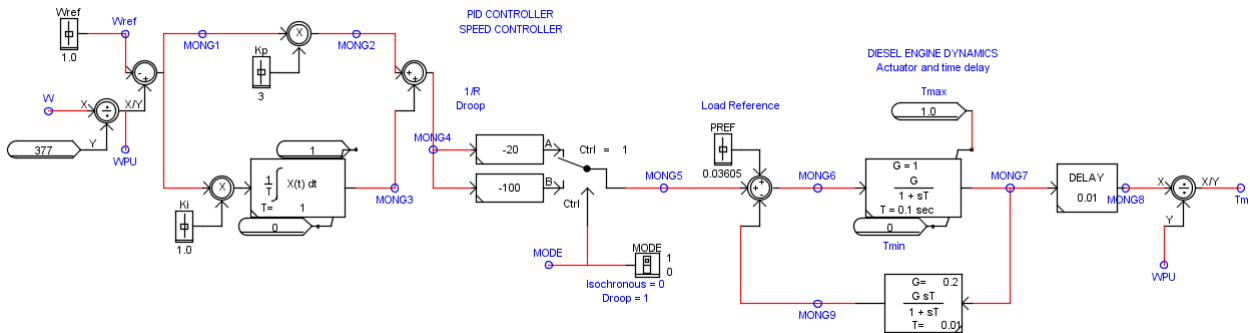 PID CONTROLLER
SPEED CONTROLLER
Wref
1.0
Wref
MONG1
X
MONG2
Kp
3
W
X
÷
X/Y
Y
377
WPU
- +
+ +
Ki
1.0
X
1
1
T
X(t) dt
T= 1
0
MONG3
MONG4
1/R
Droop
-20
-100
A
B
Ctrl = 1
Ctrl
MODE
MODE
1
0
Isochronous = 0
Droop = 1
MONG5
Load Reference
PREF
0.03605
+
+ -
MONG6
DIESEL ENGINE DYNAMICS
Actuator and time delay
Tmax
1.0
G = 1
G
1 + sT
T = 0.1 sec
0
Tmin
MONG7
DELAY
0.01
MONG8
X
÷
X/Y
Tm
Y
WPU
G= 0.2
G sT
1 + sT
T= 0.01
MONG9